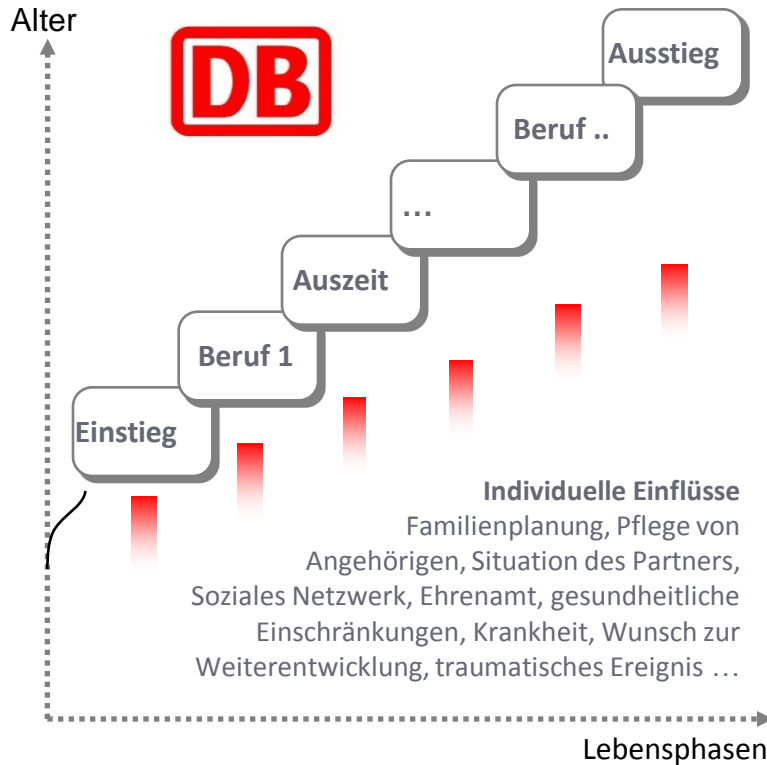 Alter
DB
Ausstieg
Beruf ..
...
Auszeit
Beruf 1
Einstieg
Individuelle Einflüsse
Familienplanung, Pflege von
Angehörigen, Situation des Partners,
Soziales Netzwerk, Ehrenamt, gesundheitliche
Einschränkungen, Krankheit, Wunsch zur
Weiterentwicklung, traumatisches Ereignis …
Lebensphasen